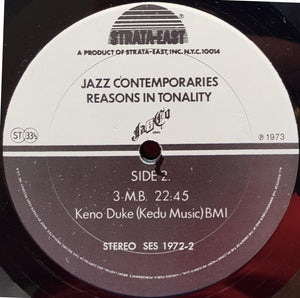 STRATA-EAST
A PRODUCT OF STRATA-EAST, INC. N.Y.C. 10014
JAZZ CONTEMPORARIES
REASONS IN TONALITY
ST 33⅓
JazCo
℗ 1973
SIDE 2.
3-M.B. 22:45
Keno Duke (Kedu Music) BMI
STEREO SES 1972-2